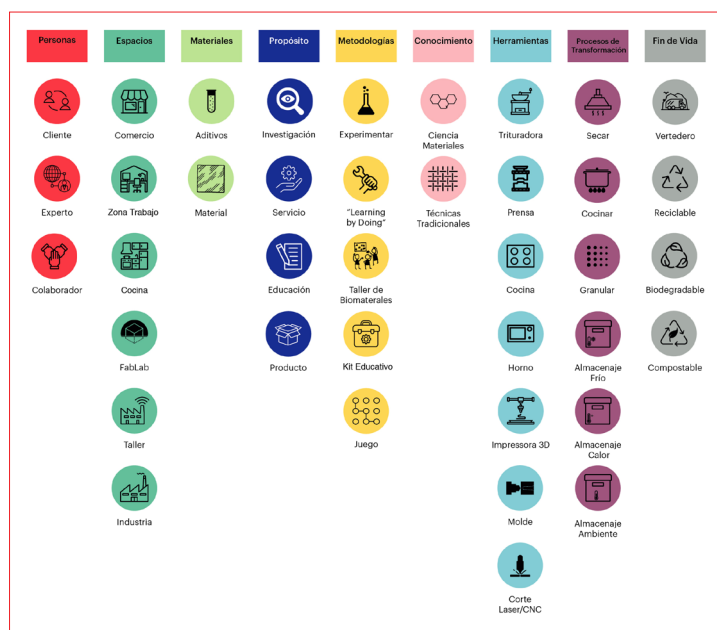 Personas
Espacios
Materiales
Propósito
Metodologías
Conocimiento
Herramientas
Procesos de
Transformación
Fin de Vida
Cliente
Comercio
Aditivos
Investigación
Experimentar
Ciencia
Materiales
Trituradora
Secar
Vertedero
Experto
Zona Trabajo
Material
Servicio
“Learning
by Doing”
Técnicas
Tradicionales
Prensa
Cocinar
Reciclable
Colaborador
Cocina
Educación
Taller de
Biomaterales
Cocina
Granular
Biodegradable
FabLab
Producto
Kit Educativo
Horno
Almacenaje
Frío
Compostable
Taller
Juego
Impressora 3D
Almacenaje
Calor
Industria
Molde
Almacenaje
Ambiente
Corte
Laser/CNC